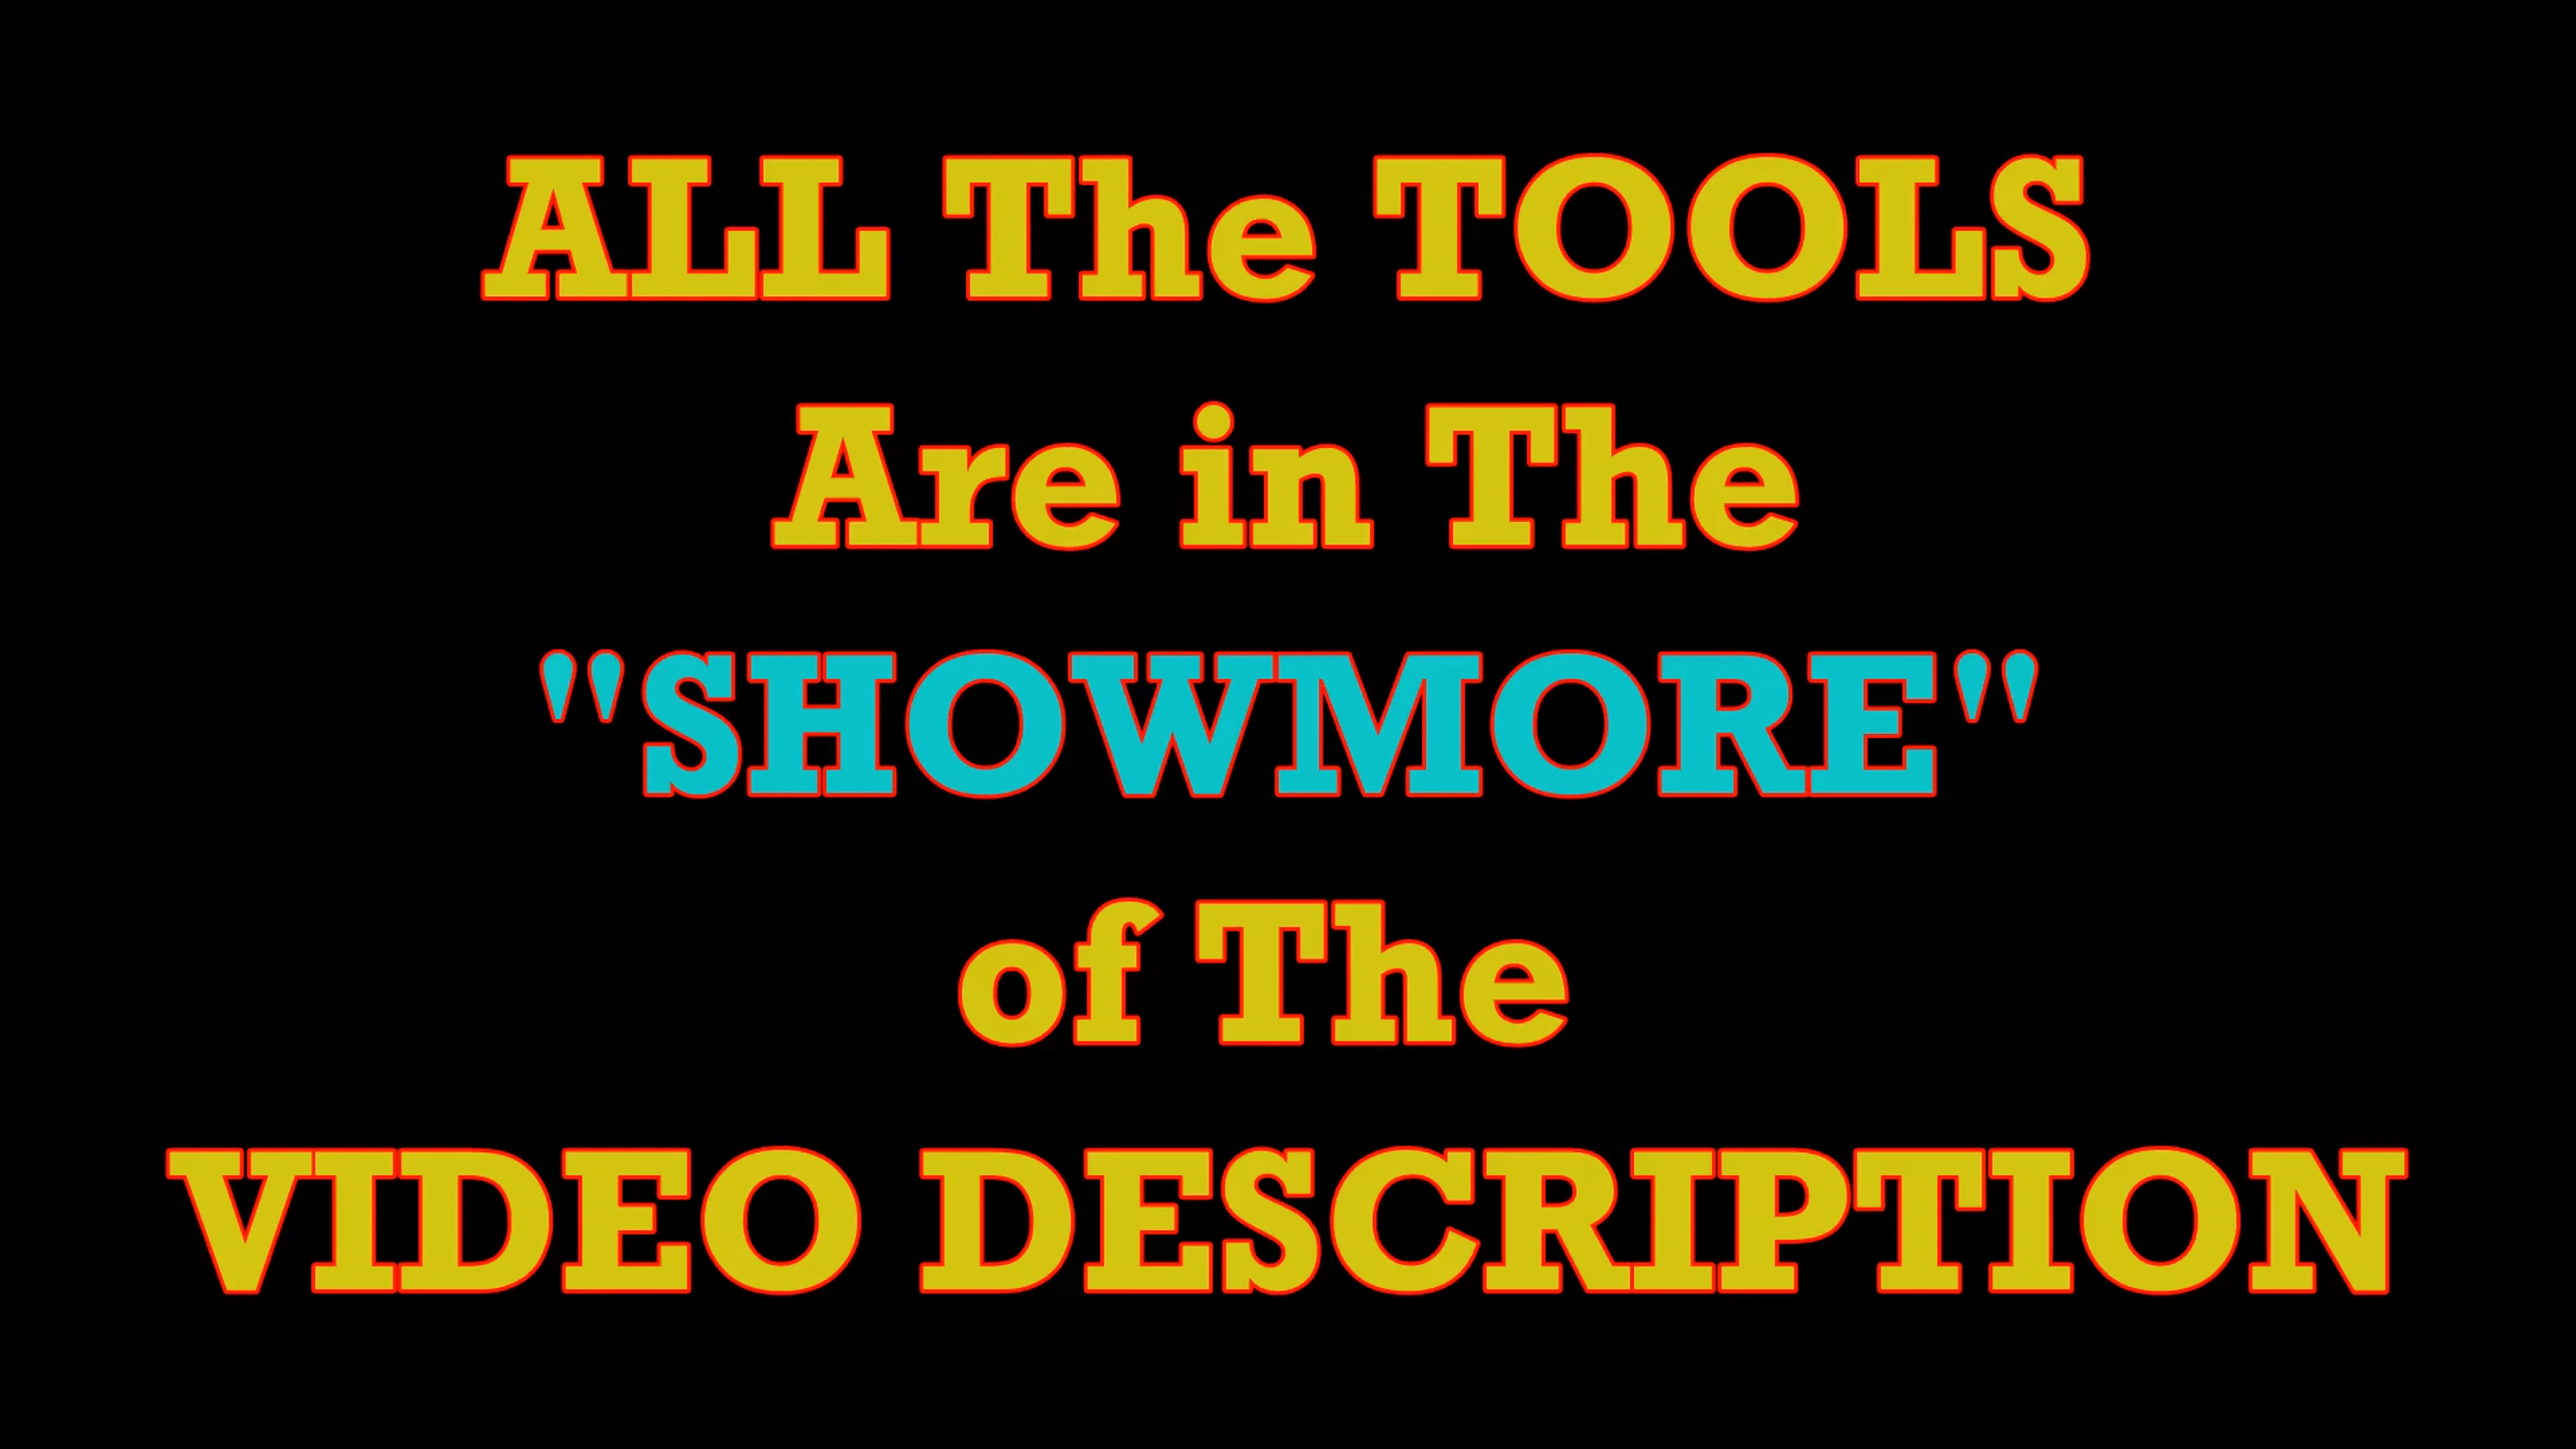 ALL The TOOLS
Are in The
"SHOWMORE"
of The
VIDEO DESCRIPTION